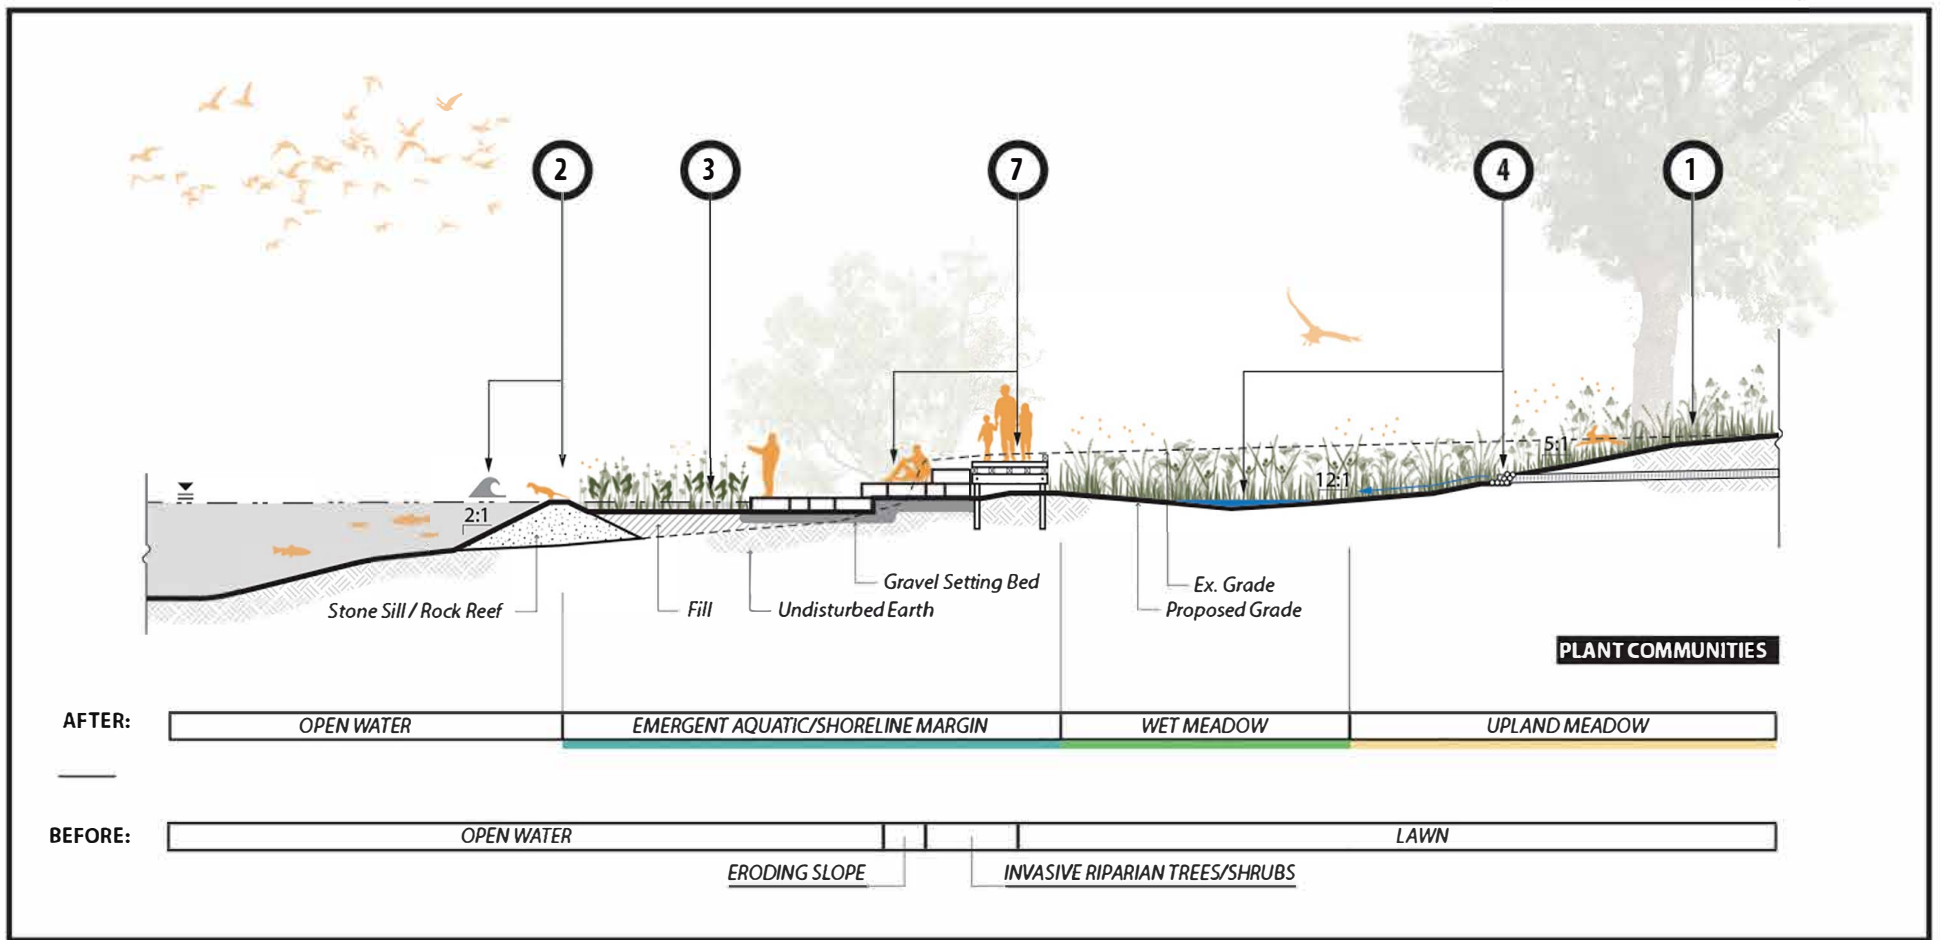 2
3
7
4
1
5:1
12:1
2:1
Gravel Setting Bed
Ex. Grade
Stone Sill / Rock Reef
Fill
Undisturbed Earth
Proposed Grade
PLANT COMMUNITIES
AFTER:
OPEN WATER
EMERGENT AQUATIC/SHORELINE MARGIN
WET MEADOW
UPLAND MEADOW
BEFORE:
OPEN WATER
LAWN
ERODING SLOPE
INVASIVE RIPARIAN TREES/SHRUBS